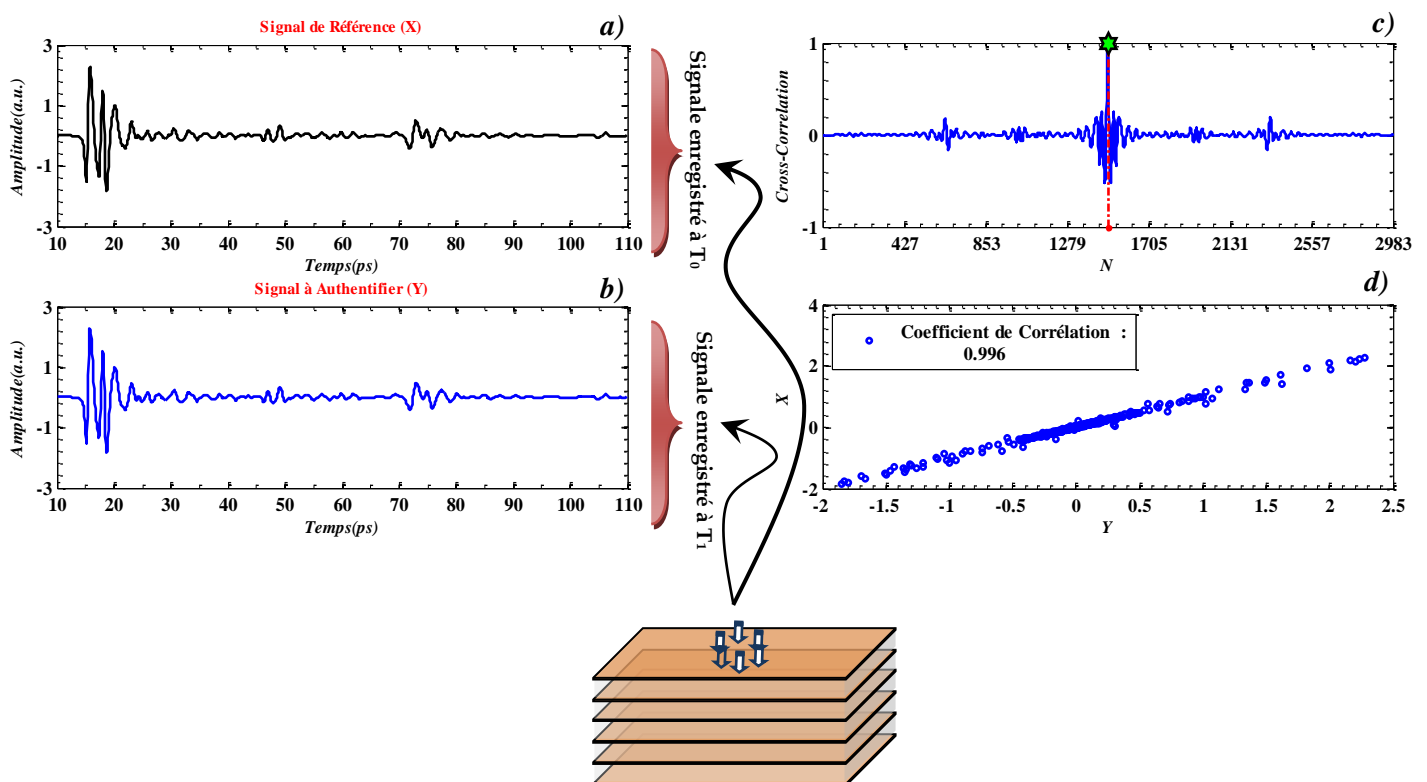 Signal de Référence (X)
a)
Amplitude(a.u.)
3
1
-1
-3
10 20 30 40 50 60 70 80 90 100 110
Temps(ps)
Signale enregistré à T0
Signal à Authentifier (Y)
b)
Amplitude(a.u.)
3
1
-1
-3
10 20 30 40 50 60 70 80 90 100 110
Temps(ps)
Signale enregistré à T1
c)
Cross-Correlation
1
0
-1
1 427 853 1279 1705 2131 2557 2983
N
d)
X
4
2
0
-2
Coefficient de Corrélation :
0.996
-2 -1.5 -1 -0.5 0 0.5 1 1.5 2 2.5
Y